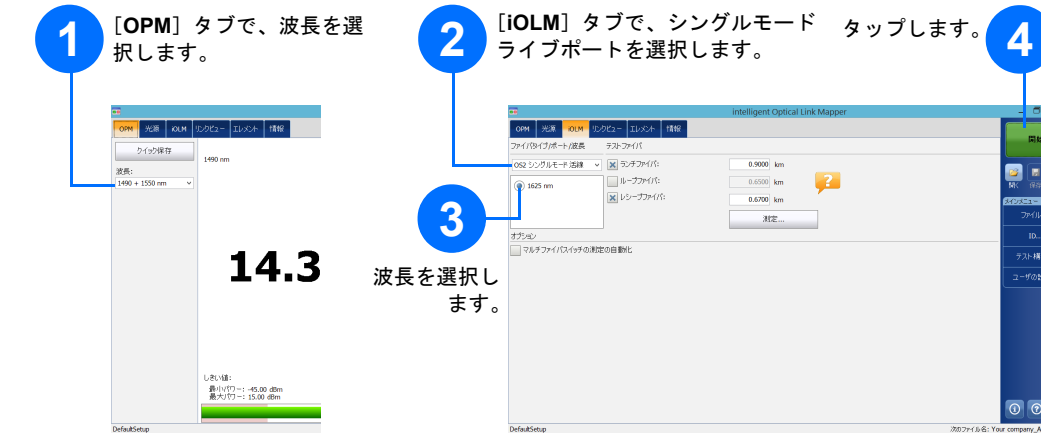 1
[OPM] タブで、波長を選
択します。
2
[iOLM] タブで、シングルモード
ライブポートを選択します。
タップします。
4
OPM 光源 iOLM リンクビュー エレメント 情報
クイック保存
波長:
1490 + 1550 nm
1490 nm
14.3
しきい値:
最小パワー: -45.00 dBm
最大パワー: 15.00 dBm
DefaultSetup
3
波長を選択し
ます。
intelligent Optical Link Mapper
OPM 光源 iOLM リンクビュー エレメント 情報
ファイバタイプ/ポート/波長 テストファイバ
OS2 シングルモード 活線
1625 nm
ランチファイバ: 0.9000 km
ループファイバ: 0.6500 km
レシーブファイバ: 0.6700 km
?
測定...
オプション
マルチファイバスイッチの測定の自動化
開始
開く 保存
メインメニュー
ファイル
ID...
テスト構
ユーザの設
DefaultSetup
次のファイル名: Your company_A